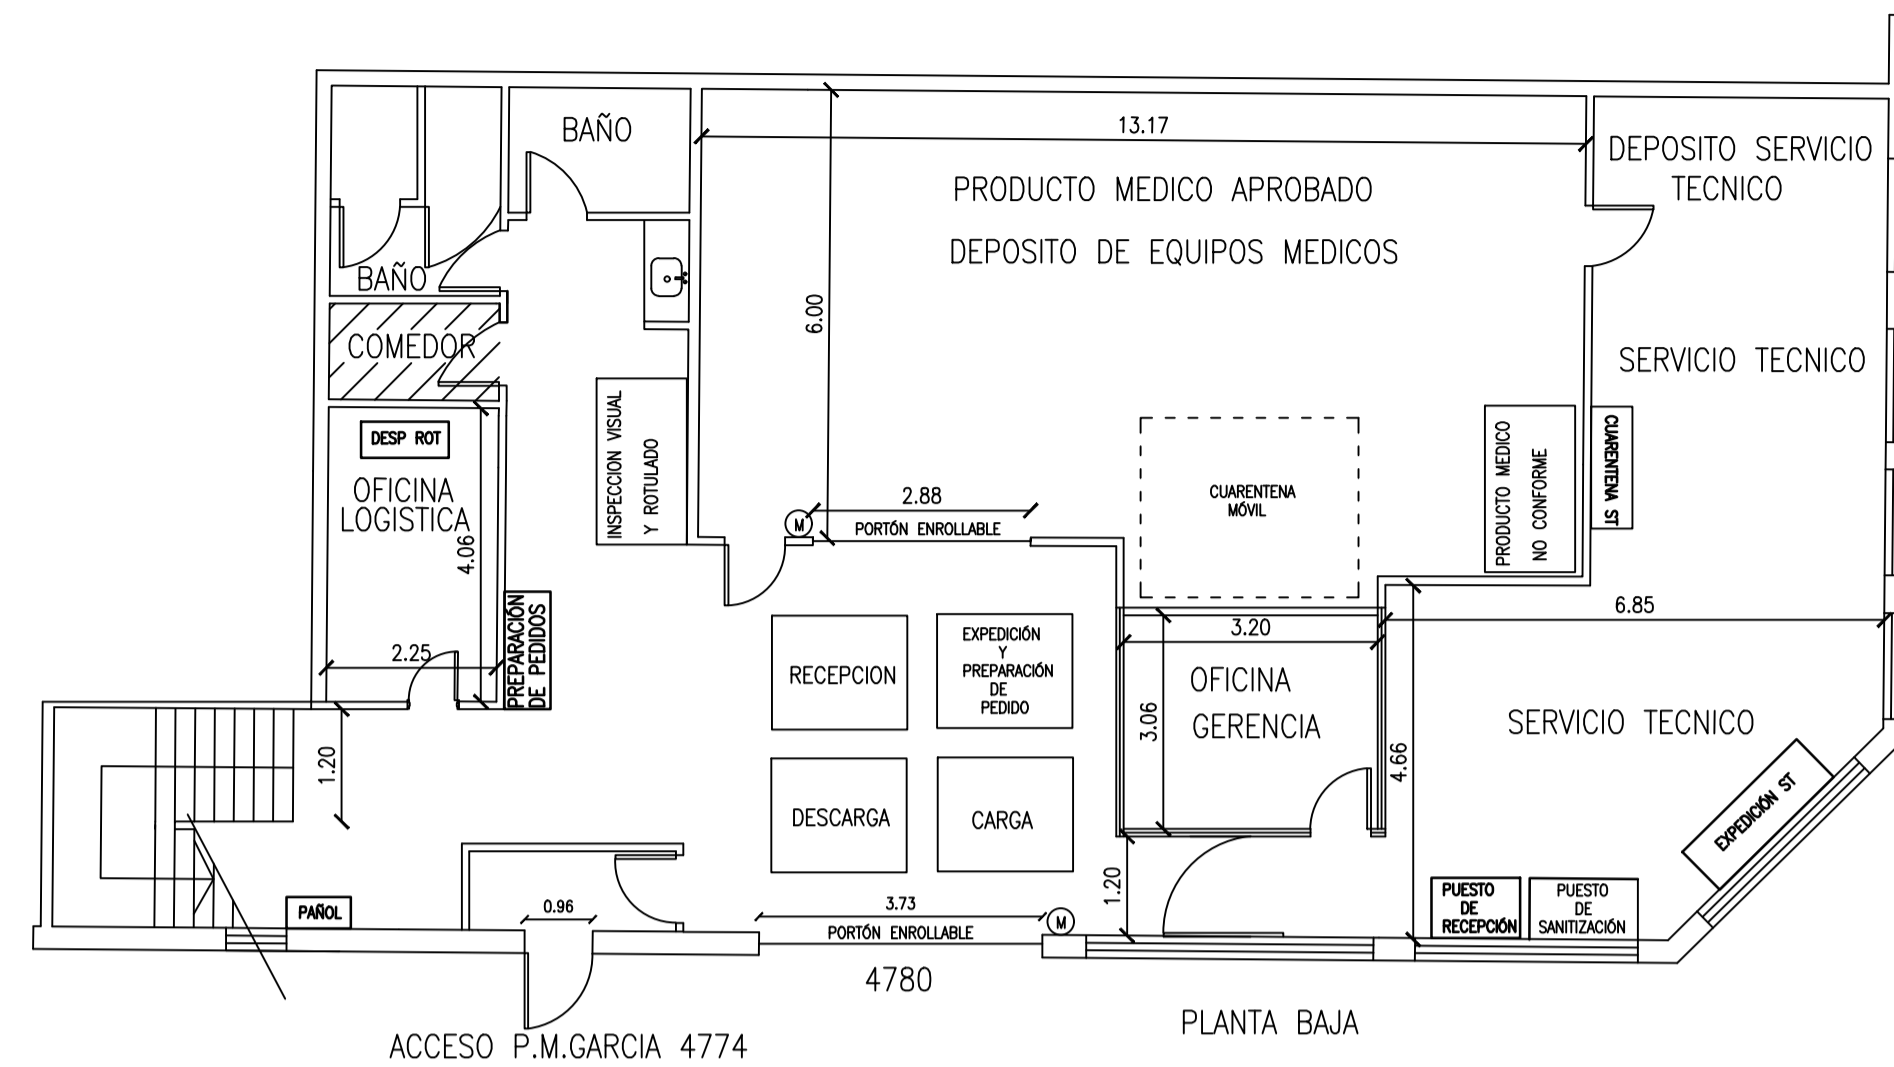 BAÑO
13.17
DEPOSITO SERVICIO
TECNICO
PRODUCTO MEDICO APROBADO
DEPOSITO DE EQUIPOS MEDICOS
BAÑO
6.00
COMEDOR
SERVICIO TECNICO
DESP ROT
OFICINA
LOGISTICA
4.06
2.25
INSPECCION VISUAL
Y ROTULADO
PREPARACIÓN
DE PEDIDOS
2.88
M
PORTÓN ENROLLABLE
CUARENTENA
MÓVIL
PRODUCTO MEDICO
NO CONFORME
CUARENTENA ST
RECEPCION
EXPEDICIÓN
Y
PREPARACIÓN
DE
PEDIDO
3.20
6.85
OFICINA
GERENCIA
3.06
4.66
SERVICIO TECNICO
1.20
DESCARGA
CARGA
1.20
EXPEDICIÓN ST
PAÑOL
0.96
3.73
M
PORTÓN ENROLLABLE
PUESTO
DE
RECEPCIÓN
PUESTO
DE
SANITIZACIÓN
4780
PLANTA BAJA
ACCESO P.M.GARCIA 4774